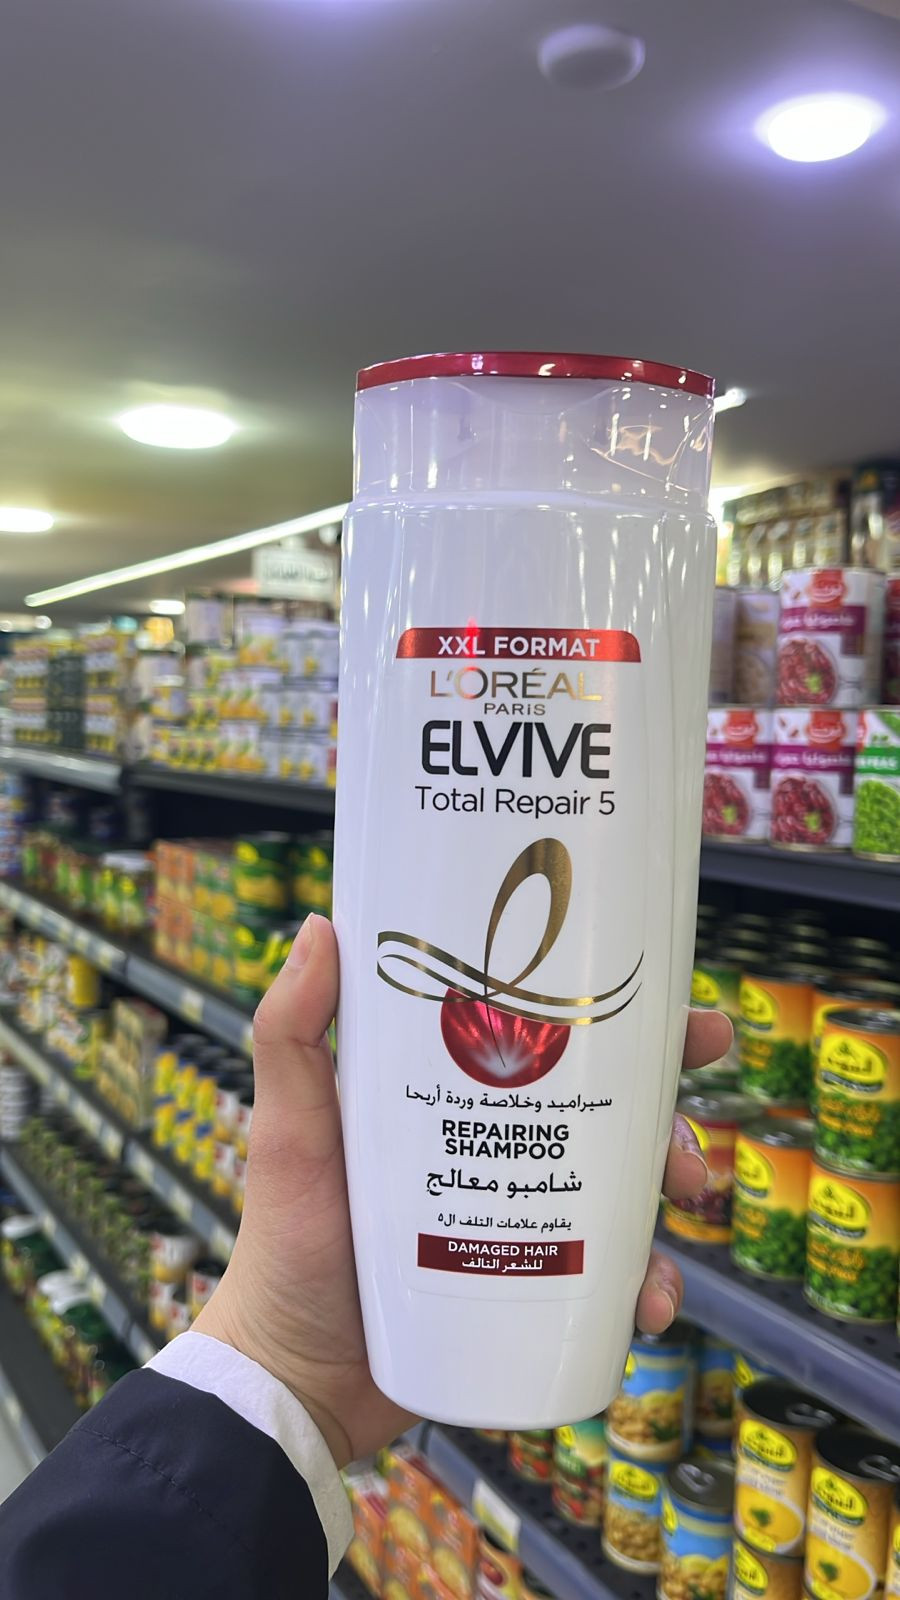 XXL FORMAT
L'ORÉAL
PARIS
ELVIVE
Total Repair 5
سيراميد وخلاصة وردة أريحا
REPAIRING
SHAMPOO
شامبو معالج
يقاوم علامات التلف ال٥
DAMAGED HAIR
للشعر التالف